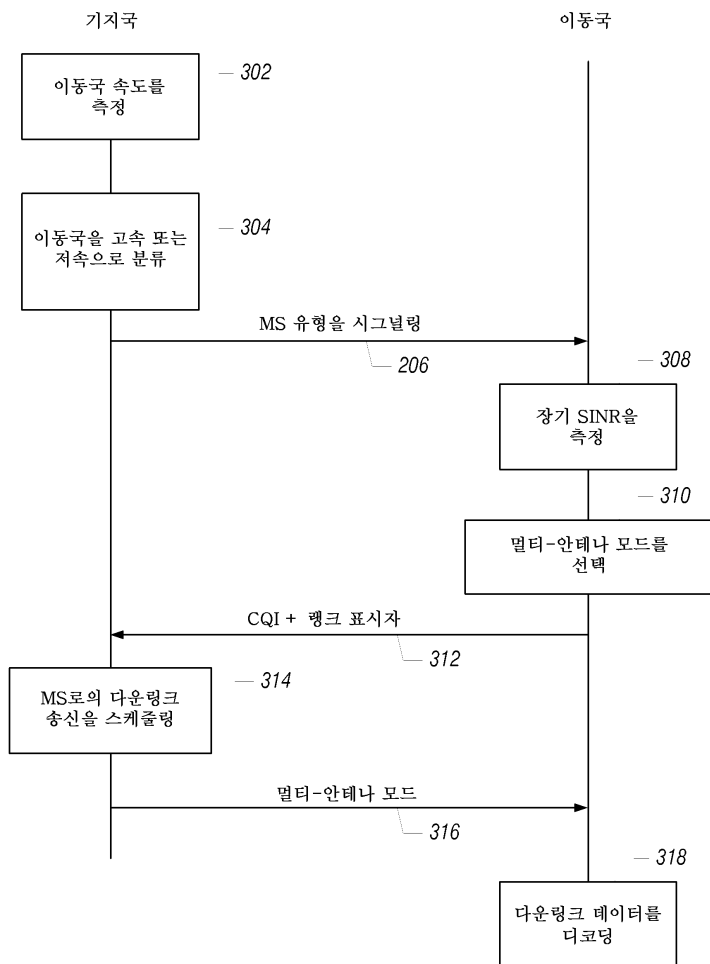 기지국
이동국
이동국 속도를
측정
302
이동국을 고속 또는
저속으로 분류
304
MS 유형을 시그널링
206
308
장기 SINR을
측정
310
멀티-안테나 모드를
선택
CQI + 랭크 표시자
312
MS로의 다운링크
송신을 스케줄링
314
멀티-안테나 모드
316
318
다운링크 데이터를
디코딩